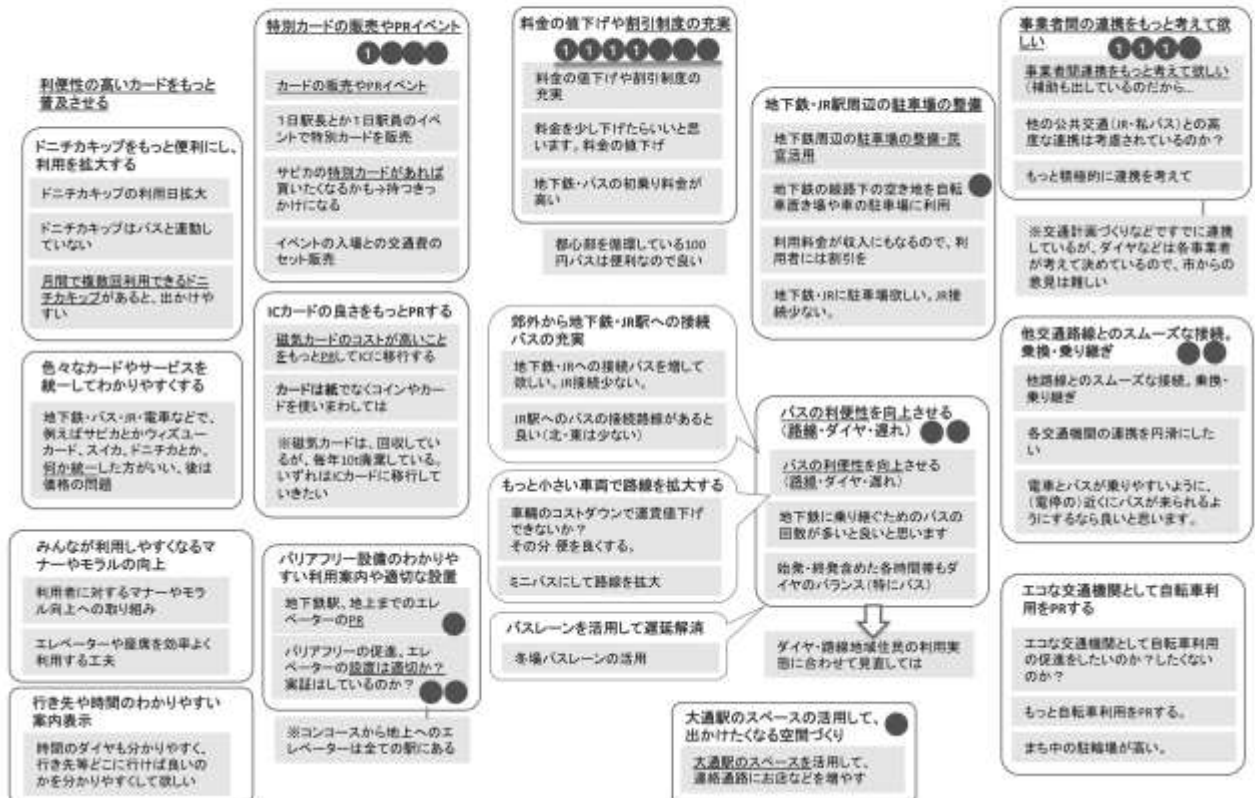 利便性の高いカードをもっと
普及させる
ドニチカキップをもっと便利にし、
利用を拡大する
ドニチカキップの利用日拡大
ドニチカキップはバスと連動し
ていない
月間で複数回利用できるドニ
チカキップがあると、出かけや
すい
色々なカードやサービスを
統一してわかりやすくする
地下鉄・バス・JR・電車などで、
例えばサピカとかウィズユー
カード、スイカ、ドニチカとか、
何か統一した方がいい、後は
価格の問題
みんなが利用しやすくなるマ
ナーやモラルの向上
利用者に対するマナーやモラ
ル向上への取り組み
エレベーターや座席を効率よく
利用する工夫
行き先や時間のわかりやすい
案内表示
時間のダイヤも分かりやすく、
行き先等どこに行けば良いの
かを分かりやすくして欲しい
特別カードの販売やPRイベント
1
カードの販売やPRイベント
1日駅長とか1日駅員のイベ
ントで特別カードを販売
サピカの特別カードがあれば
買いたくなるかも→持つきっ
かけになる
イベントの入場との交通費の
セット販売
ICカードの良さをもっとPRする
磁気カードのコストが高いこと
をもっとPRしてICに移行する
カードは紙でなくコインやカー
ドを使いまわしては
※磁気カードは、回収してい
るが、毎年10t廃棄している。
いずれはICカードに移行して
いきたい
バリアフリー設備のわかりや
すい利用案内や適切な設置
地下鉄駅、地上までのエレ
ベーターのPR
バリアフリーの促進、エレ
ベーターの設置は適切か？
実証はしているのか？
※コンコースから地上へのエ
レベーターは全ての駅にある
料金の値下げや割引制度の充実
1 1 1 1
料金の値下げや割引制度の
充実
料金を少し下げたらいいと思
います。料金の値下げ
地下鉄・バスの初乗り料金が
高い
都心部を循環している100
円バスは便利なので良い
郊外から地下鉄・JR駅への接続
バスの充実
地下鉄・JRへの接続バスを増して
欲しい。JR接続少ない。
JR駅へのバスの接続路線があると
良い（北・東は少ない）
もっと小さい車両で路線を拡大する
車輌のコストダウンで運賃値下げ
できないか？
その分 便を良くする。
ミニバスにして路線を拡大
バスレーンを活用して遅延解消
冬場バスレーンの活用
地下鉄・JR駅周辺の駐車場の整備
地下鉄周辺の駐車場の整備・民
官活用
地下鉄の線路下の空き地を自転
車置き場や車の駐車場に利用
利用料金が収入にもなるので、利
用者には割引を
地下鉄・JRに駐車場欲しい。JR接
続少ない。
バスの利便性を向上させる
（路線・ダイヤ・遅れ）
バスの利便性を向上させる
（路線・ダイヤ・遅れ）
地下鉄に乗り継ぐためのバスの
回数が多いと良いと思います
始発・終発含めた各時間帯もダ
イヤのバランス（特にバス）
ダイヤ・路線地域住民の利用実
態に合わせて見直しては
大通駅のスペースの活用して、
出かけたくなる空間づくり
大通駅のスペースを活用して、
連絡通路にお店などを増やす
事業者間の連携をもっと考えて欲
しい
1 1 1
事業者間連携をもっと考えて欲しい
（補助も出しているのだから…
他の公共交通（JR・私バス）との高
度な連携は考慮されているのか？
もっと積極的に連携を考えて
※交通計画づくりなどですでに連携
しているが、ダイヤなどは各事業者
が考えて決めているので、市からの
意見は難しい
他交通路線とのスムーズな接続。
乗換・乗り継ぎ
他路線とのスムーズな接続。乗換・
乗り継ぎ
各交通機関の連携を円滑にした
い
電車とバスが乗りやすいように、
（電停の）近くにバスが来られるよ
うにするなら良いと思います。
エコな交通機関として自転車利
用をPRする
エコな交通機関として自転車利用
の促進をしたいのか？したくない
のか？
もっと自転車利用をPRする。
まち中の駐輪場が高い。